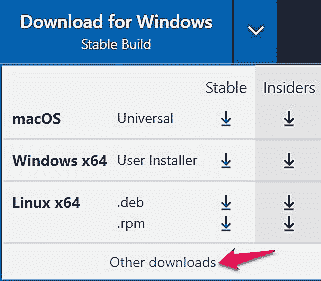 Download for Windows
Stable Build
Stable Insiders
macOS Universal
Windows x64 User Installer
Linux x64 .deb
.rpm
Other downloads